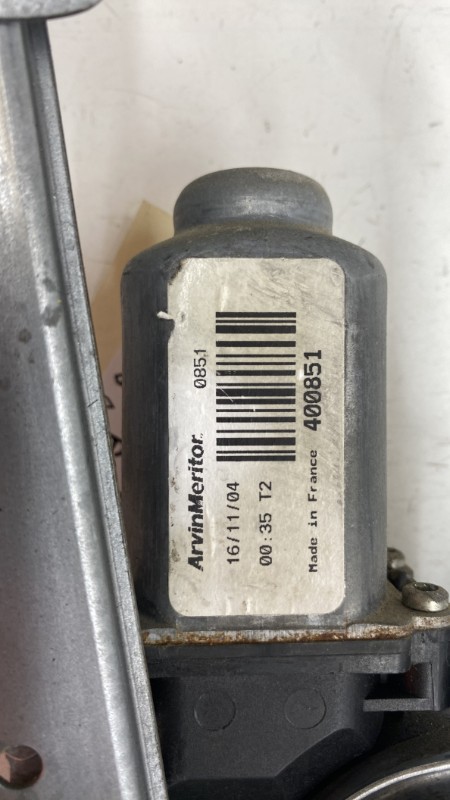 ArvinMeritor 0851
16/11/04
00:35 T2
Made in France 400851